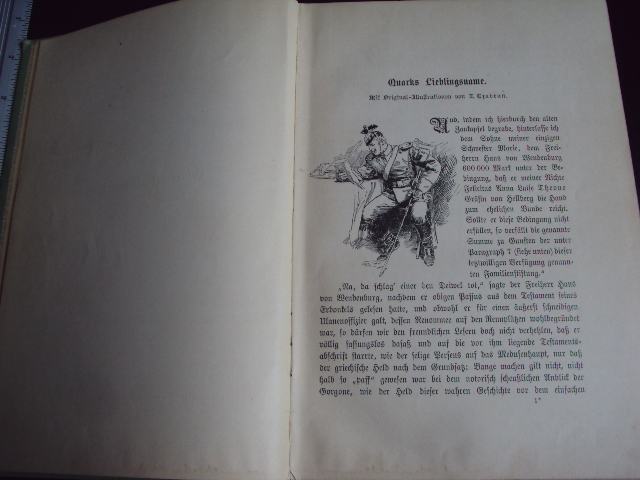 Quarks Lieblingsname.
Mit Original-Illustrationen von
Und, indem ich hierdurch den alten
Zankapfel begrabe, hinterlasse ich
dem Sohne meiner einzigen
Schwester Marie, dem Frei-
herrn Hans von Wendenburg
600 000 Mark unter der Be-
dingung, daß er meiner Nichte
Felicitas Anna Luise Theone
Gräfin von Hellberg die Hand
zum ehelichen Bunde reicht.
Sollte er diese Bedingung nicht
erfüllen, so verfällt die genannte
Summe zu Gunsten der unter
Paragraph 7 (siehe unten) dieser
letztwilligen Verfügung genann-
ten Familienstiftung."
„Na, da schlag' einer den Deiwel tot," sagte der Freiherr Hans
von Wendenburg, nachdem er obigen Passus aus dem Testament seines
Erbonkels gelesen hatte, und obwohl er für einen äußerst schneidigen
Ulanenoffizier galt, dessen Renommee auf den Rennplätzen wohlbegründet
war, so dürfen wir den freundlichen Lesern doch nicht verhehlen, daß er
völlig fassungslos dasaß und auf die vor ihm liegende Testaments-
abschrift starrte, wie der selige Perseus auf das Medusenhaupt, nur daß
der griechische Held nach dem Grundsatz: Bange machen gilt nicht, nicht
halb so „paff" gewesen war bei dem notorisch scheußlichen Anblick der
Gorgone, wie der Held dieser wahren Geschichte vor dem einfachen
1*